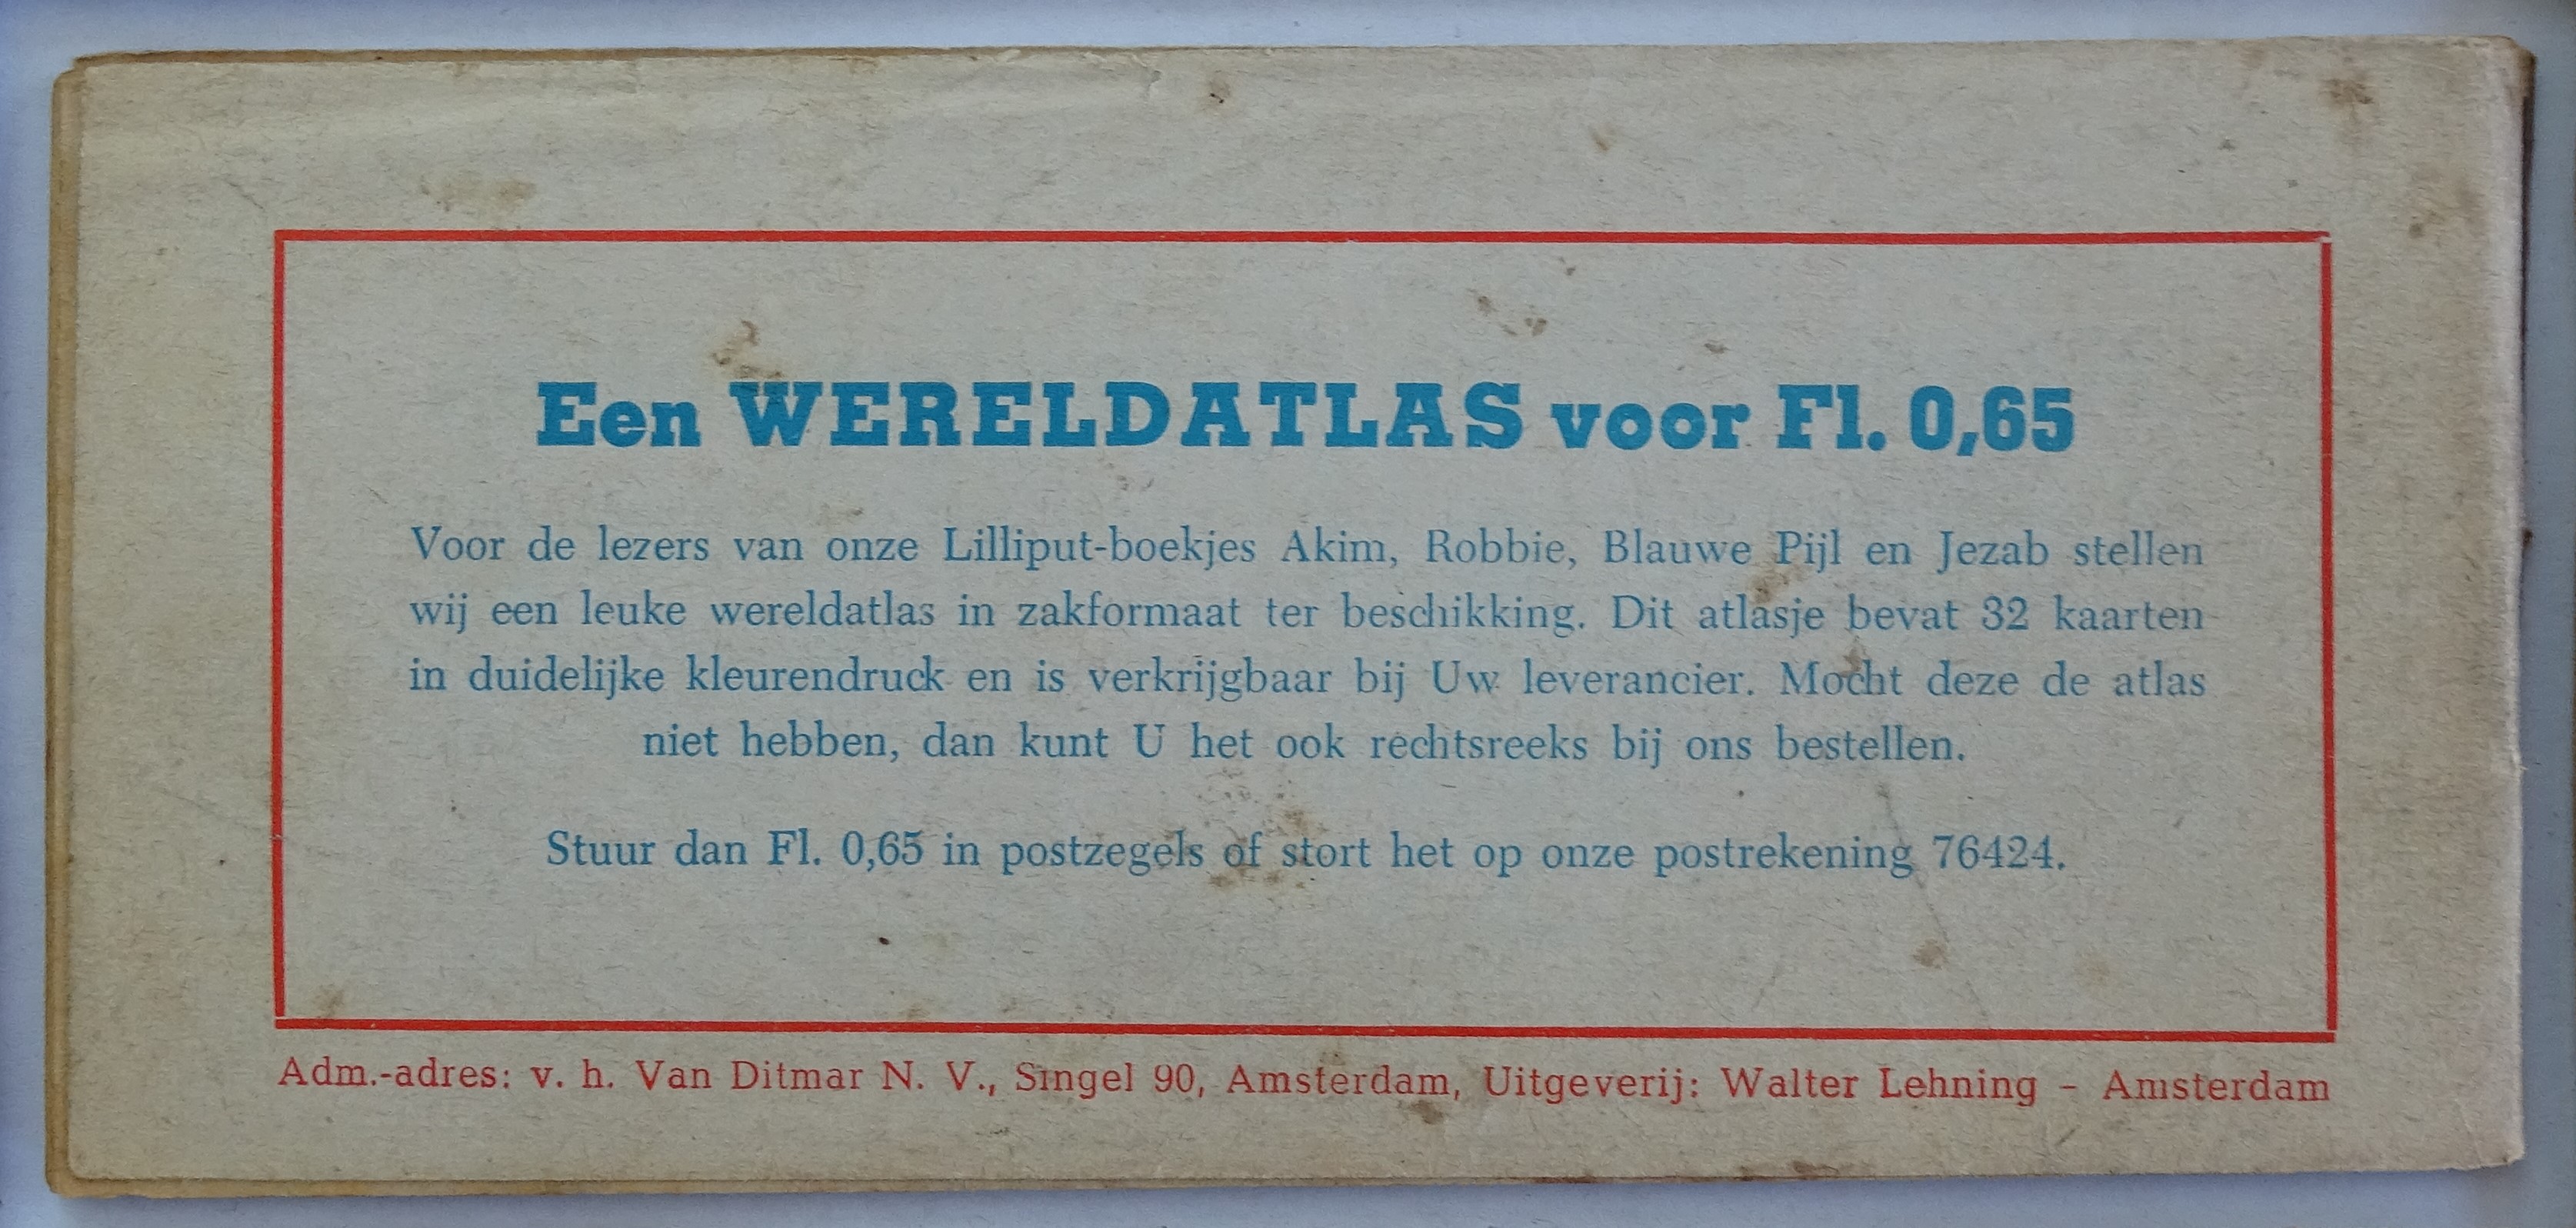 Een WERELDATLAS voor Fl. 0,65
Voor de lezers van onze Lilliput-boekjes Akim, Robbie, Blauwe Pijl en Jezab stellen
wij een leuke wereldatlas in zakformaat ter beschikking. Dit atlasje bevat 32 kaarten
in duidelijke kleurendruck en is verkrijgbaar bij Uw leverancier. Mocht deze de atlas
niet hebben, dan kunt U het ook rechtsreeks bij ons bestellen.
Stuur dan Fl. 0,65 in postzegels of stort het op onze postrekening 76424.
Adm.-adres: v. h. Van Ditmar N. V., Singel 90, Amsterdam, Uitgeverij: Walter Lehning – Amsterdam